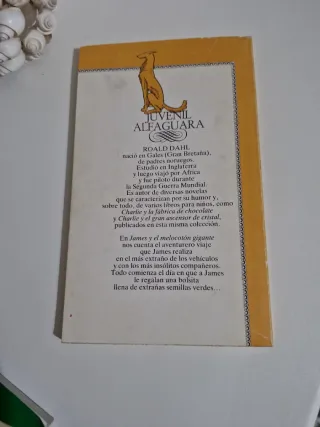 JUVENIL
ALFAGUARA
ROALD DAHL
nació en Gales (Gran Bretaña),
de padres noruegos.
Estudió en Inglaterra
y luego viajó por Africa
y fue piloto durante
la Segunda Guerra Mundial.
Es autor de diversas novelas
que se caracterizan por su humor y,
sobre todo, de varios libros para niños, como
Charlie y la fábrica de chocolate
y Charlie y el gran ascensor de cristal,
publicados en esta misma colección.
En James y el melocotón gigante
nos cuenta el aventurero viaje
que James realiza
en el más extraño de los vehículos
y con los más insólitos compañeros.
Todo comienza el día en que a James
le regalan una bolsita
llena de extrañas semillas verdes...